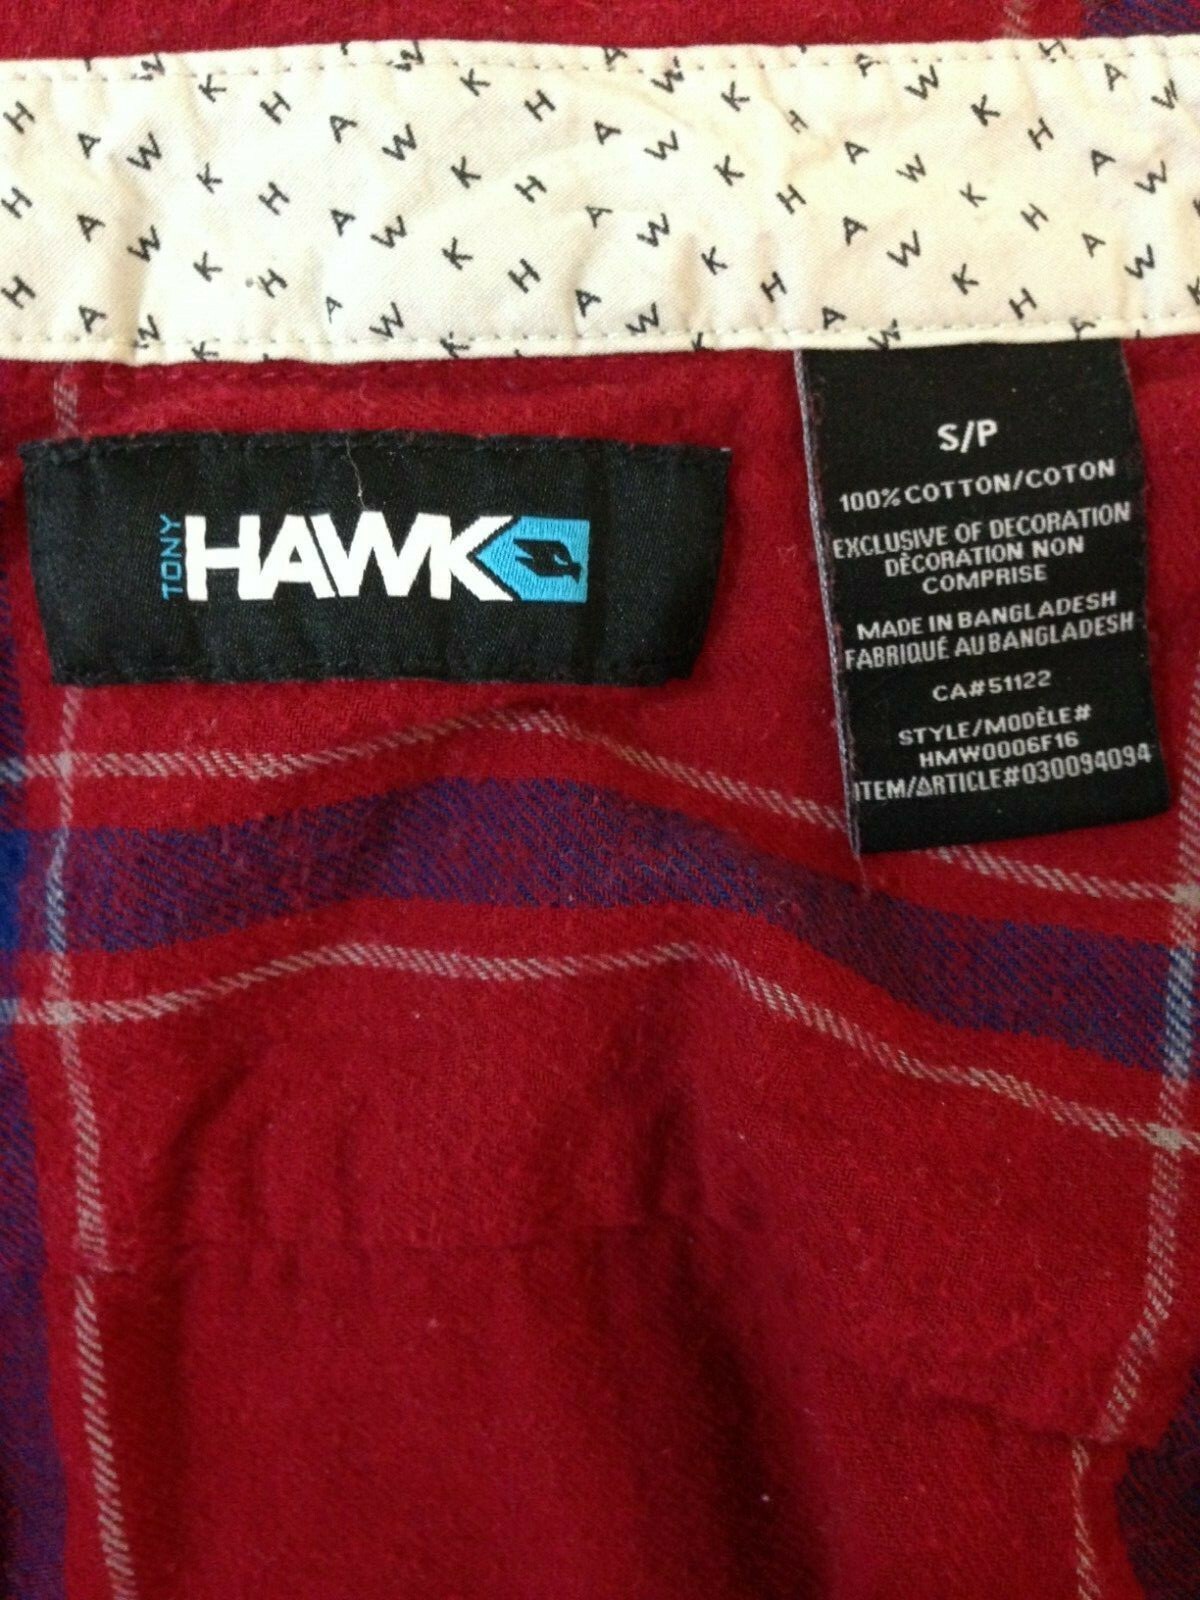 TONY HAWK
S/P
100% COTTON/COTON
EXCLUSIVE OF DECORATION
DÉCORATION NON
COMPRISE
MADE IN BANGLADESH
FABRIQUÉ AU BANGLADESH
CA#51122
STYLE/MODÈLE#
HMW0006F16
ITEM/ARTICLE#030094094